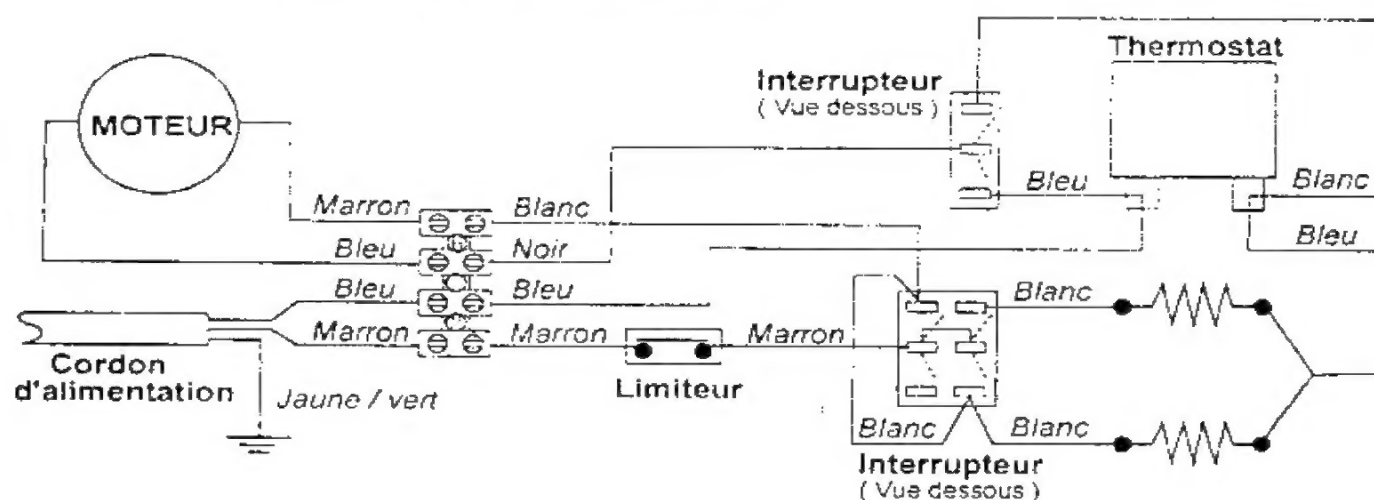 Thermostat
Interrupteur
( Vue dessous )
MOTEUR
Bleu
Blanc
Marron
Blanc
Bleu
Noir
Bleu
Bleu
Bleu
Blanc
Marron
Marron
Marron
Cordon
d'alimentation
Limiteur
Jaune / vert
Blanc
Blanc
Interrupteur
( Vue dessous )